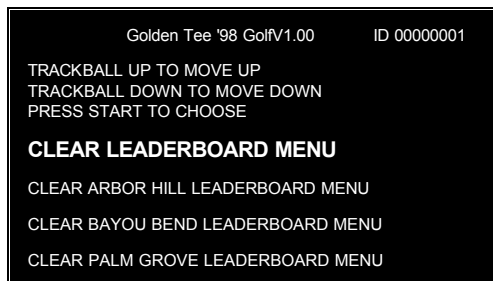 Golden Tee '98 GolfV1.00 ID 00000001
TRACKBALL UP TO MOVE UP
TRACKBALL DOWN TO MOVE DOWN
PRESS START TO CHOOSE
CLEAR LEADERBOARD MENU
CLEAR ARBOR HILL LEADERBOARD MENU
CLEAR BAYOU BEND LEADERBOARD MENU
CLEAR PALM GROVE LEADERBOARD MENU